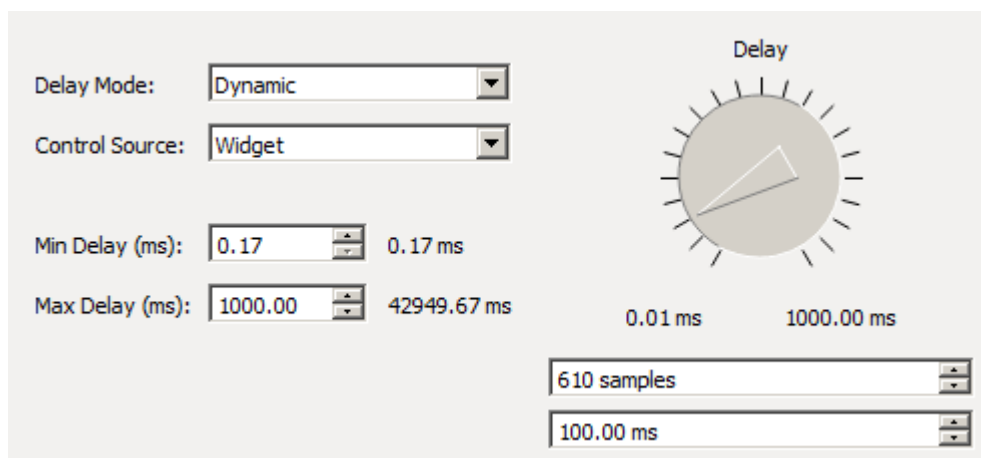 Delay
Delay Mode: Dynamic
Control Source: Widget
Min Delay (ms): 0.17 0.17 ms
Max Delay (ms): 1000.00 42949.67 ms
0.01 ms 1000.00 ms
610 samples
100.00 ms